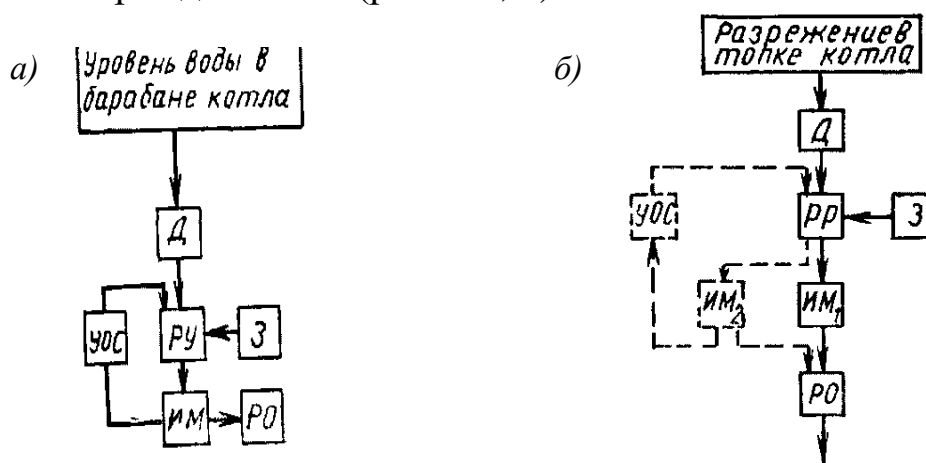 а)
Уровень воды в
барабане котла
Д
УОС
РУ
З
ИМ
РО
б)
Разрежение в
топке котла
Д
УОС
РР
З
ИМ₂
ИМ₁
РО